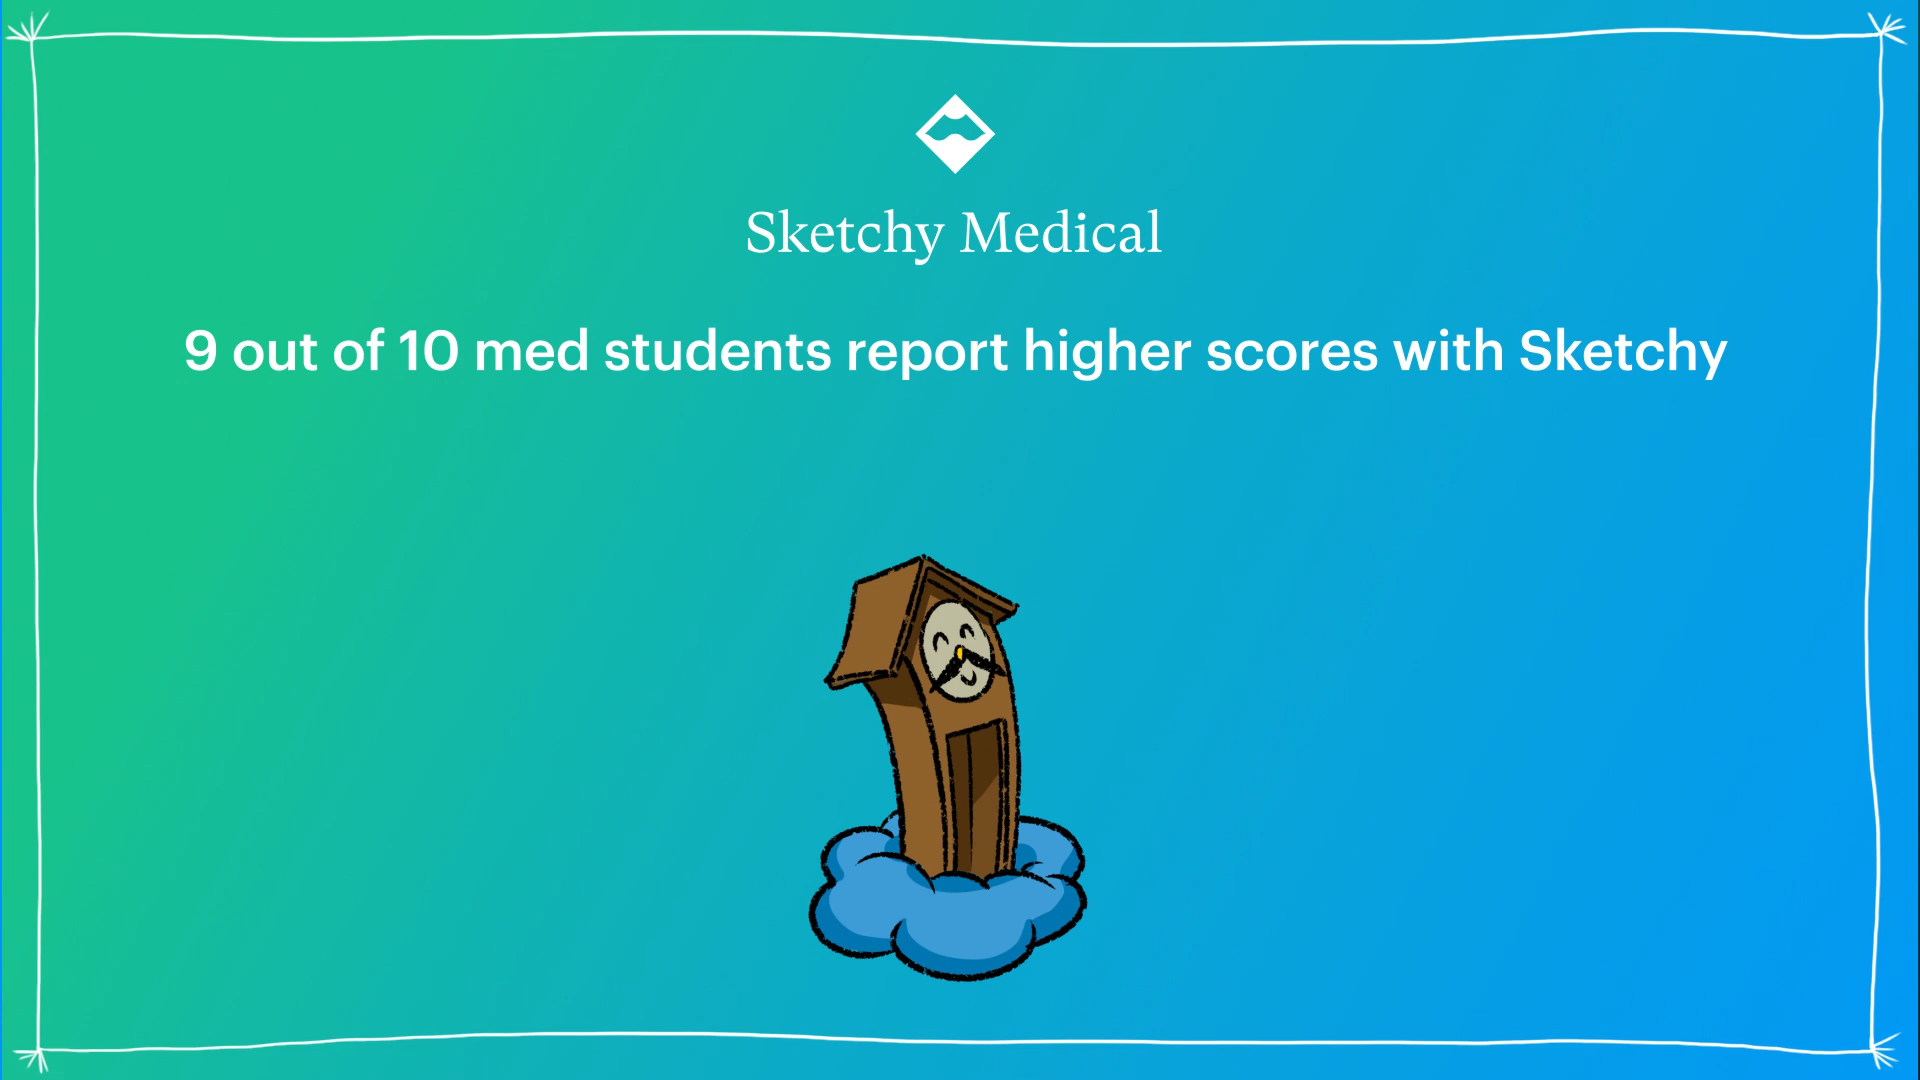 Sketchy Medical
9 out of 10 med students report higher scores with Sketchy